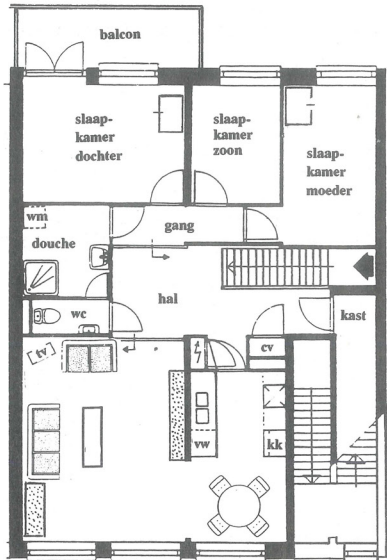 balcon
slaap-
kamer
dochter
slaap-
kamer
zoon
slaap-
kamer
moeder
wm
douche
gang
hal
wc
kast
tv
cv
vw
kk